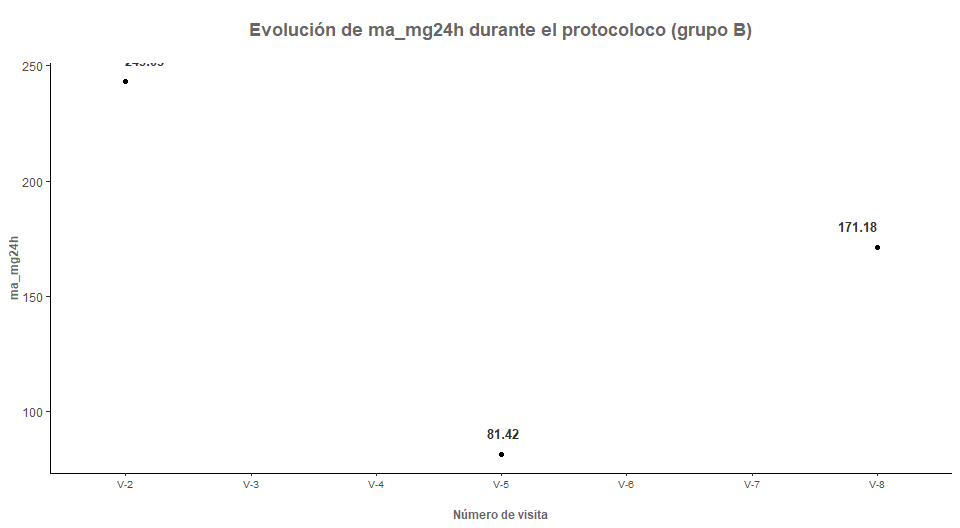 Evolución de ma_mg24h durante el protocoloco (grupo B)
250
200
171.18
ma_mg24h
150
100
81.42
V-2 V-3 V-4 V-5 V-6 V-7 V-8
Número de visita